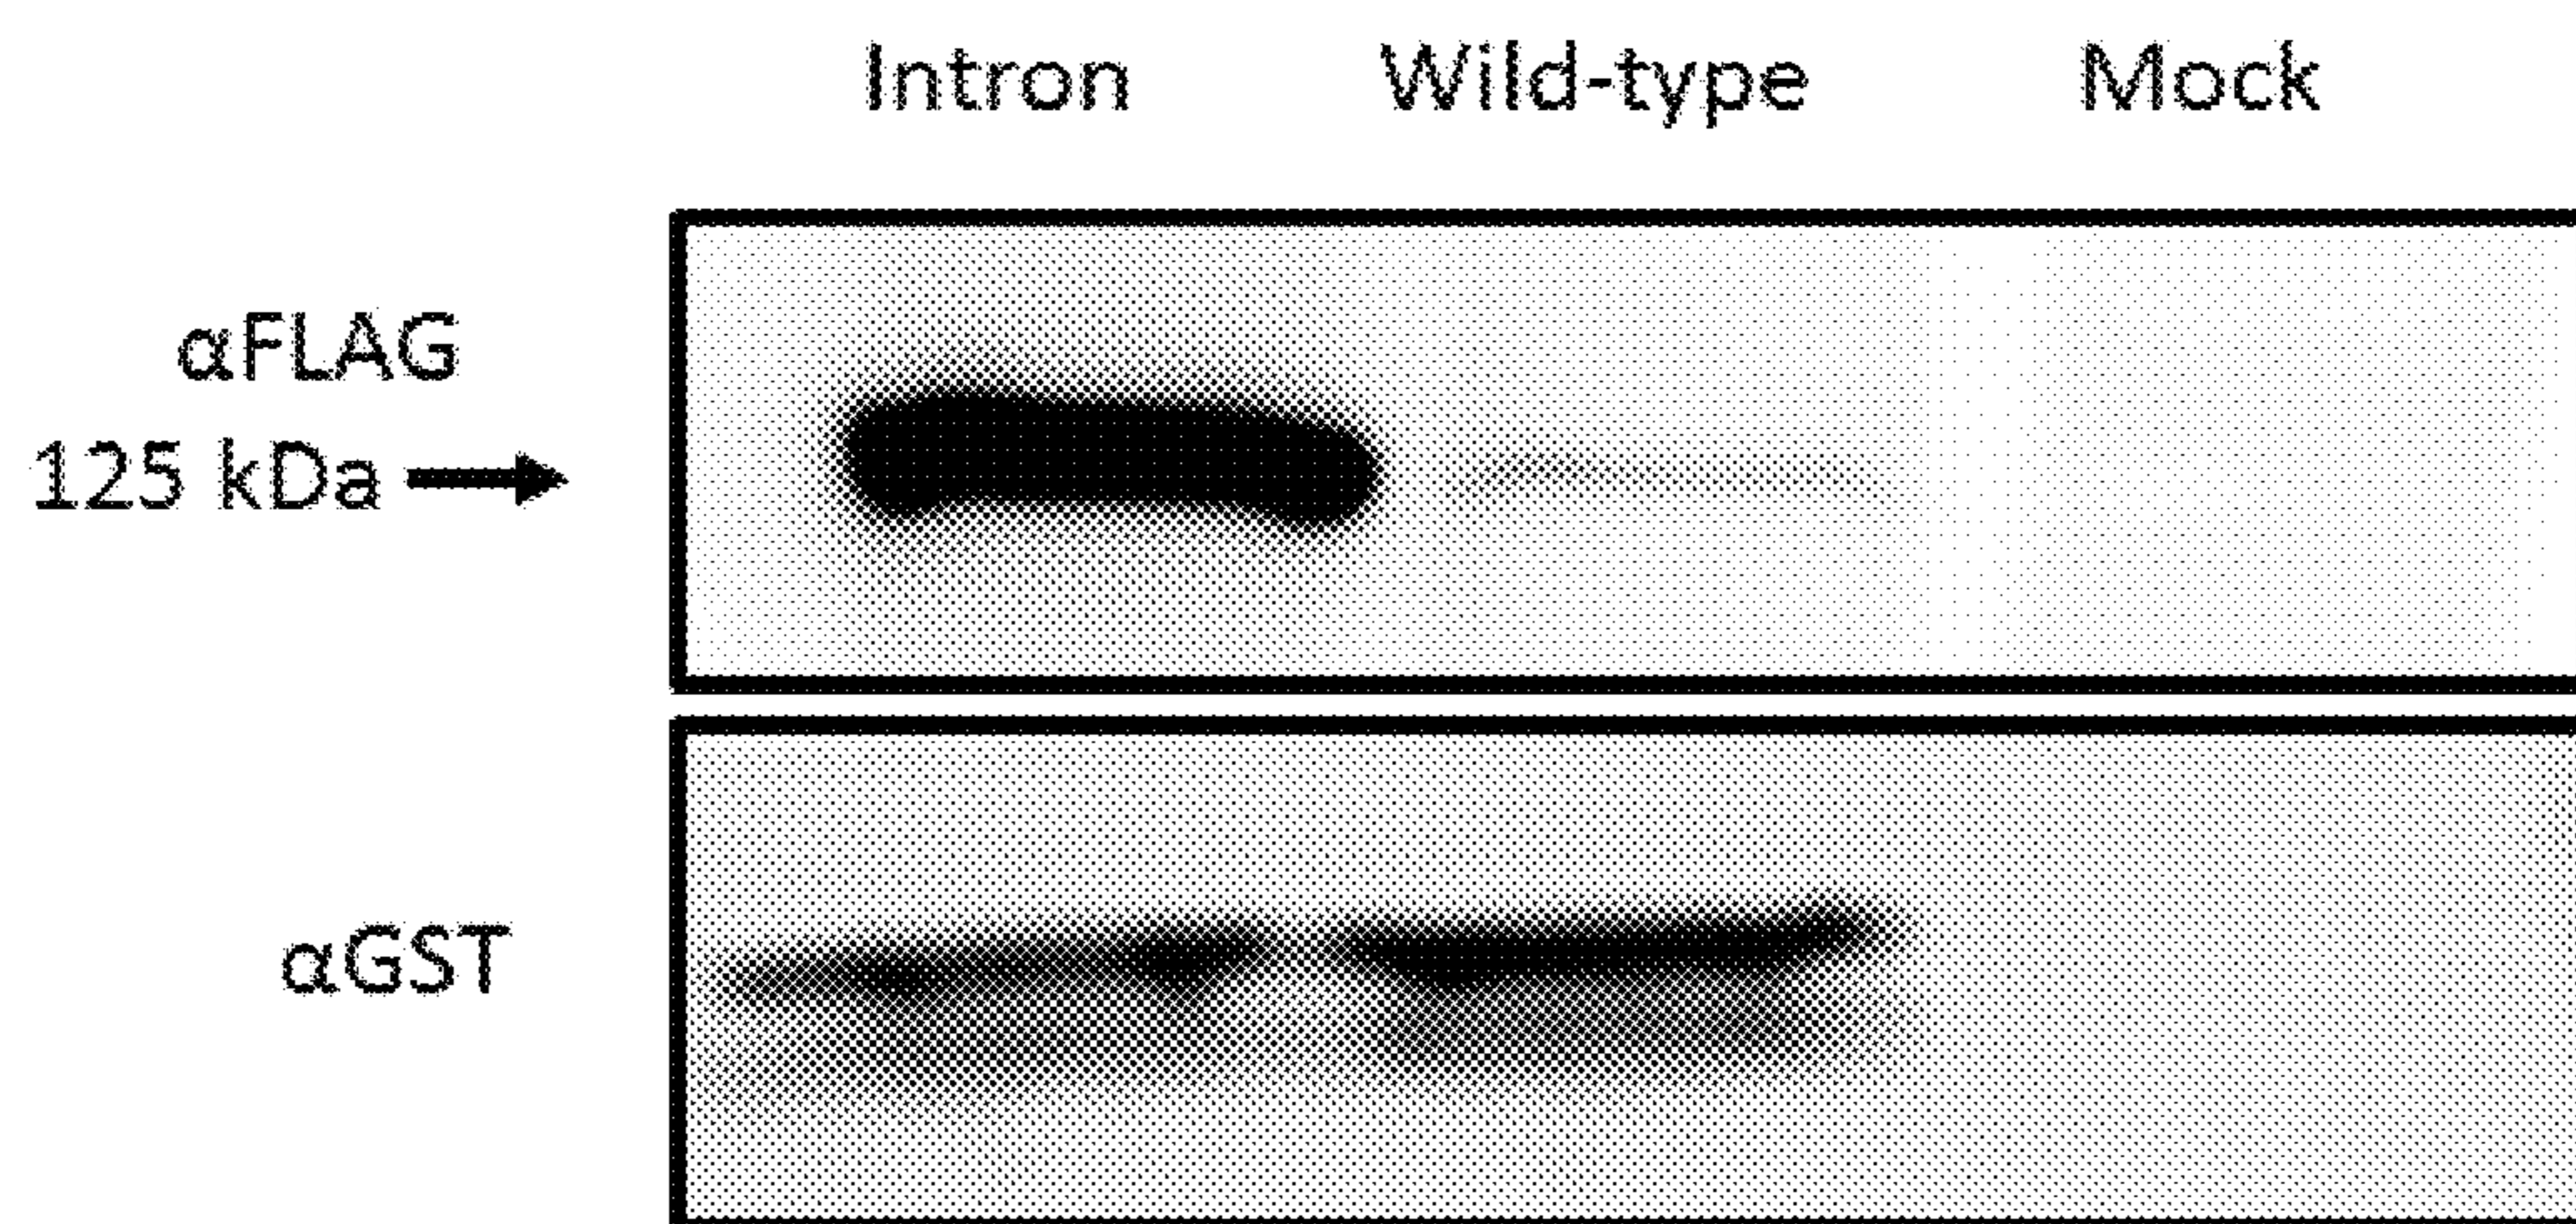 Intron Wild-type Mock
αFLAG
125 kDa
αGST